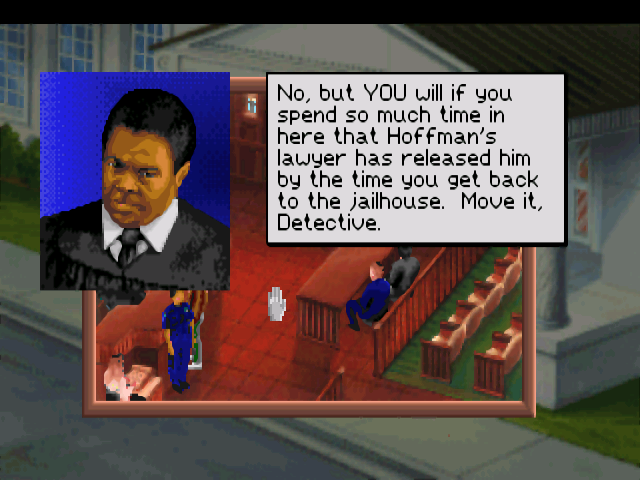 No, but YOU will if you
spend so much time in
here that Hoffman's
lawyer has released him
by the time you get back
to the jailhouse. Move it,
Detective.